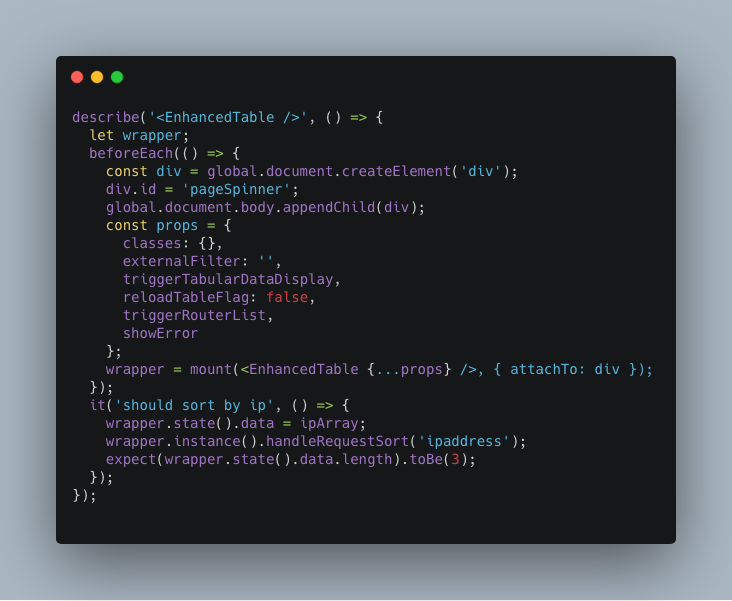 describe('<EnhancedTable />', () => {
  let wrapper;
  beforeEach(() => {
    const div = global.document.createElement('div');
    div.id = 'pageSpinner';
    global.document.body.appendChild(div);
    const props = {
      classes: {},
      externalFilter: '',
      triggerTabularDataDisplay,
      reloadTableFlag: false,
      triggerRouterList,
      showError
    };
    wrapper = mount(<EnhancedTable {...props} />, { attachTo: div });
  });
  it('should sort by ip', () => {
    wrapper.state().data = ipArray;
    wrapper.instance().handleRequestSort('ipaddress');
    expect(wrapper.state().data.length).toBe(3);
  });
});